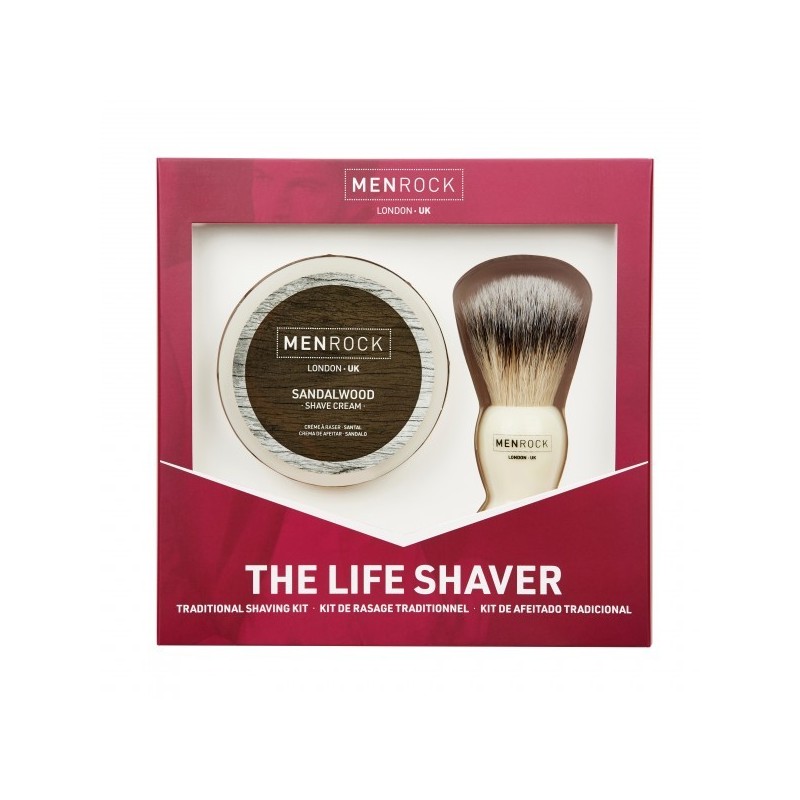 MENROCK
LONDON · UK
MENROCK
LONDON · UK
SANDALWOOD
· SHAVE CREAM ·
CRÈME À RASER · SANTAL
CREMA DE AFEITAR · SANDALO
MENROCK
LONDON · UK
THE LIFE SHAVER
TRADITIONAL SHAVING KIT · KIT DE RASAGE TRADITIONNEL · KIT DE AFEITADO TRADICIONAL